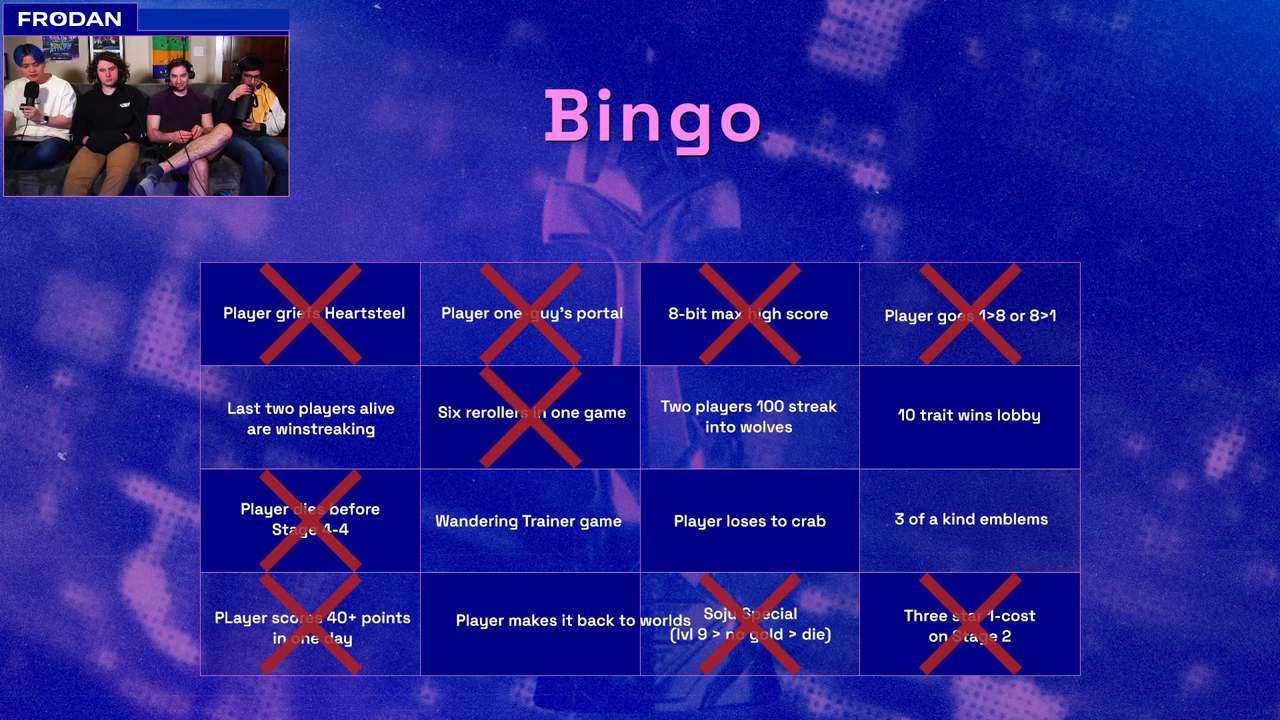 FRODAN
Bingo
Player griefs Heartsteel
Player one-guy's portal
8-bit max high score
Player goes 1>8 or 8>1
Last two players alive
are winstreaking
Six rerollers in one game
Two players 100 streak
into wolves
10 trait wins lobby
Player dies before
Stage 4-4
Wandering Trainer game
Player loses to crab
3 of a kind emblems
PLayer scores 40+ points
in one day
Player makes it back to worlds
Soju Special
(lvl 9 > no gold > die)
Three star 1-cost
on Stage 2